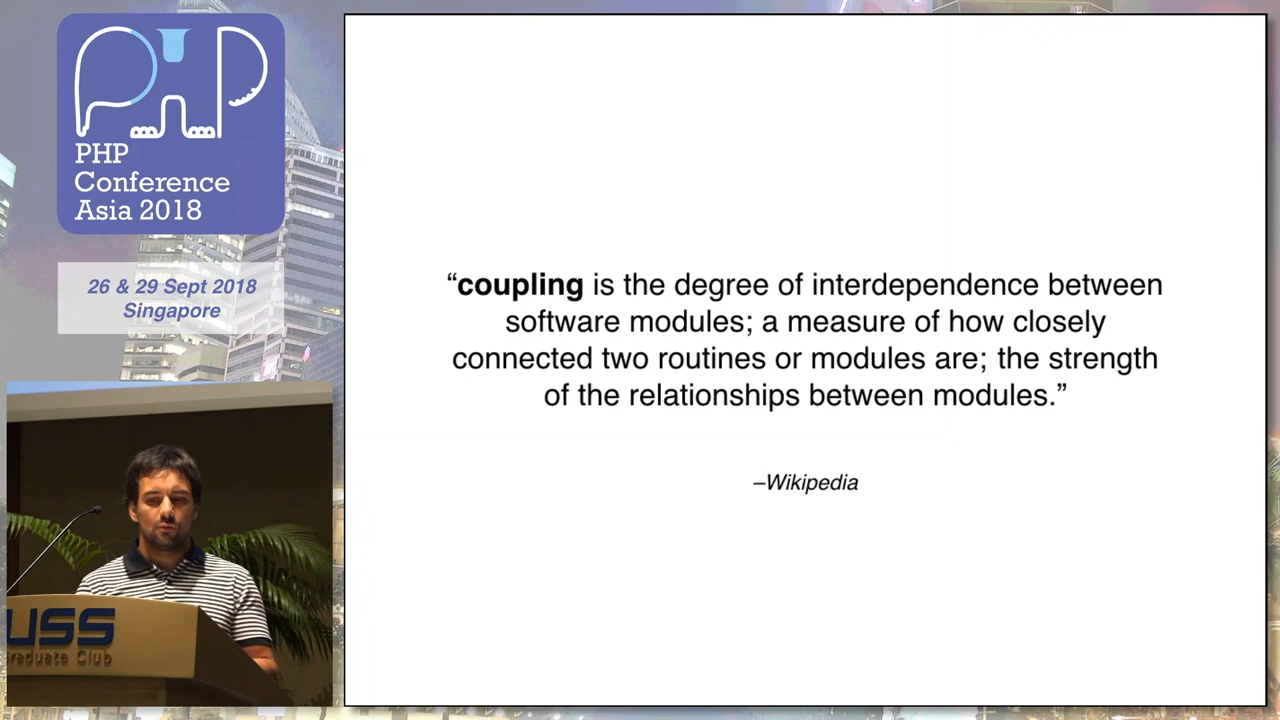 PHP
PHP
Conference
Asia 2018
26 & 29 Sept 2018
Singapore
“coupling is the degree of interdependence between
software modules; a measure of how closely
connected two routines or modules are; the strength
of the relationships between modules.”
–Wikipedia
USS
Graduate Club